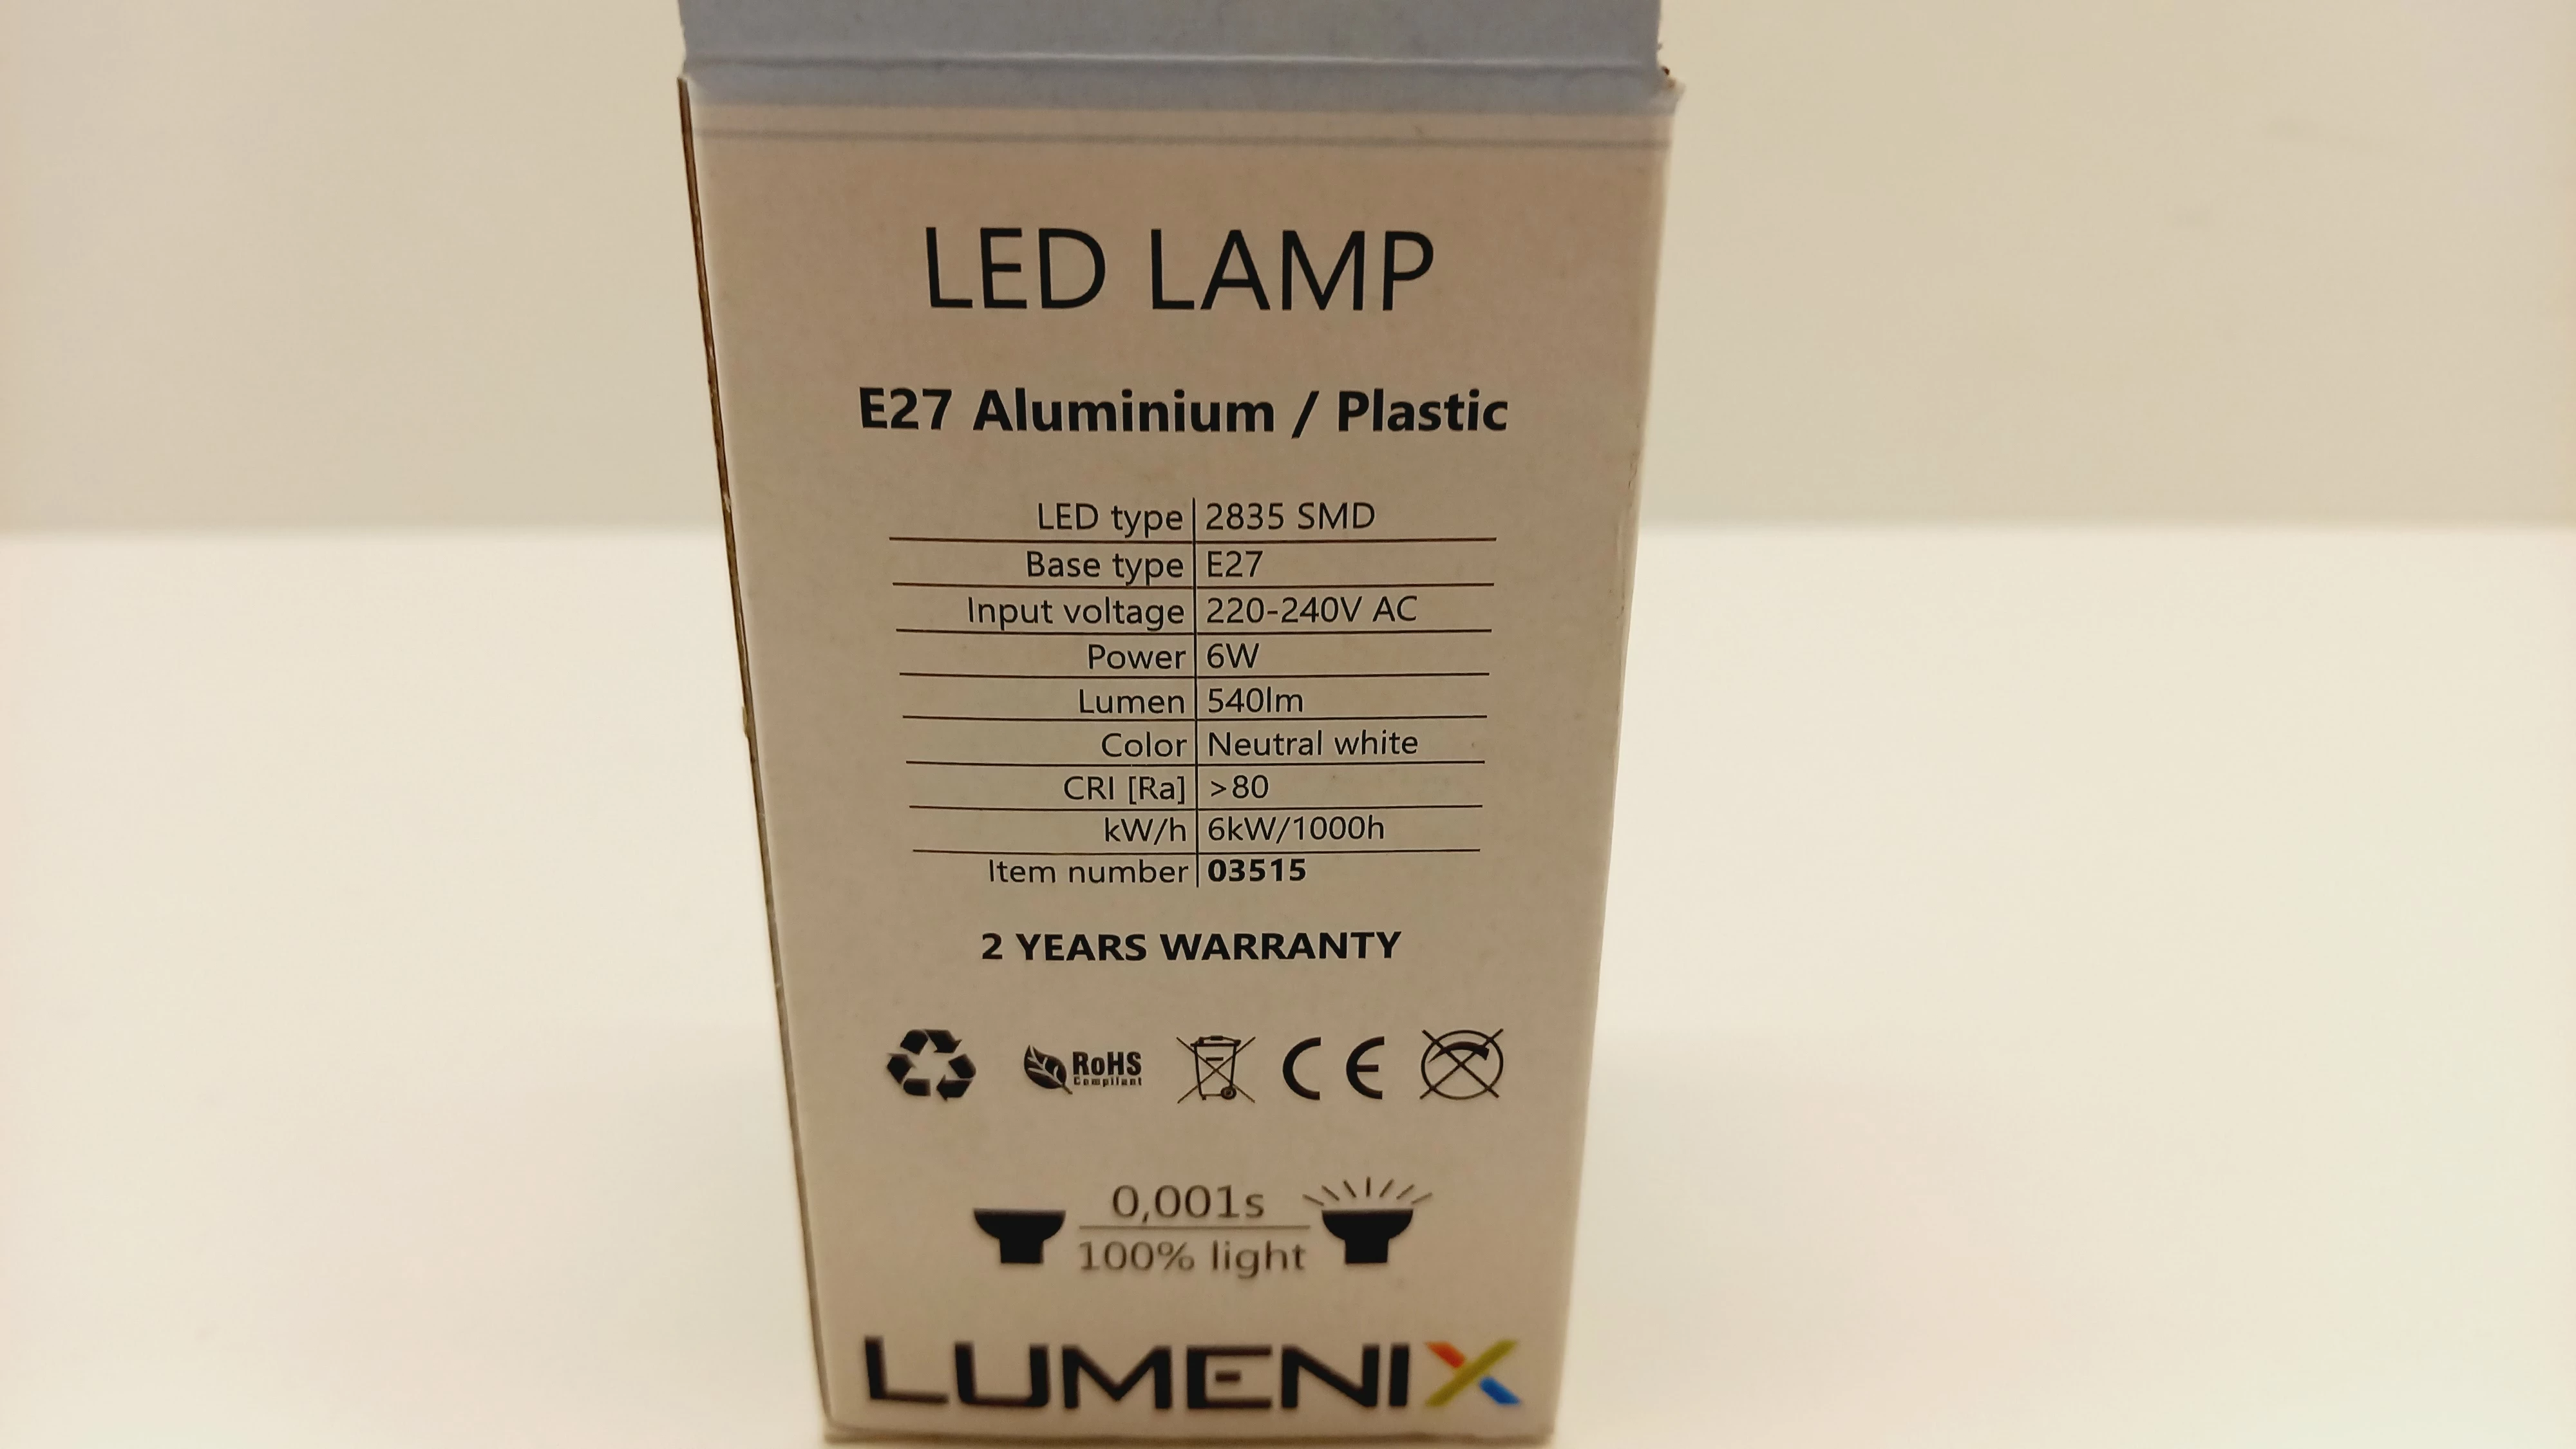 LED LAMP
E27 Aluminium / Plastic
LED type 2835 SMD
Base type E27
Input voltage 220-240V AC
Power 6W
Lumen 540lm
Color Neutral white
CRI [Ra] >80
kW/h 6kW/1000h
Item number 03515
2 YEARS WARRANTY
RoHS
Compliant
CE
0,001s
100% light
LUMENIX